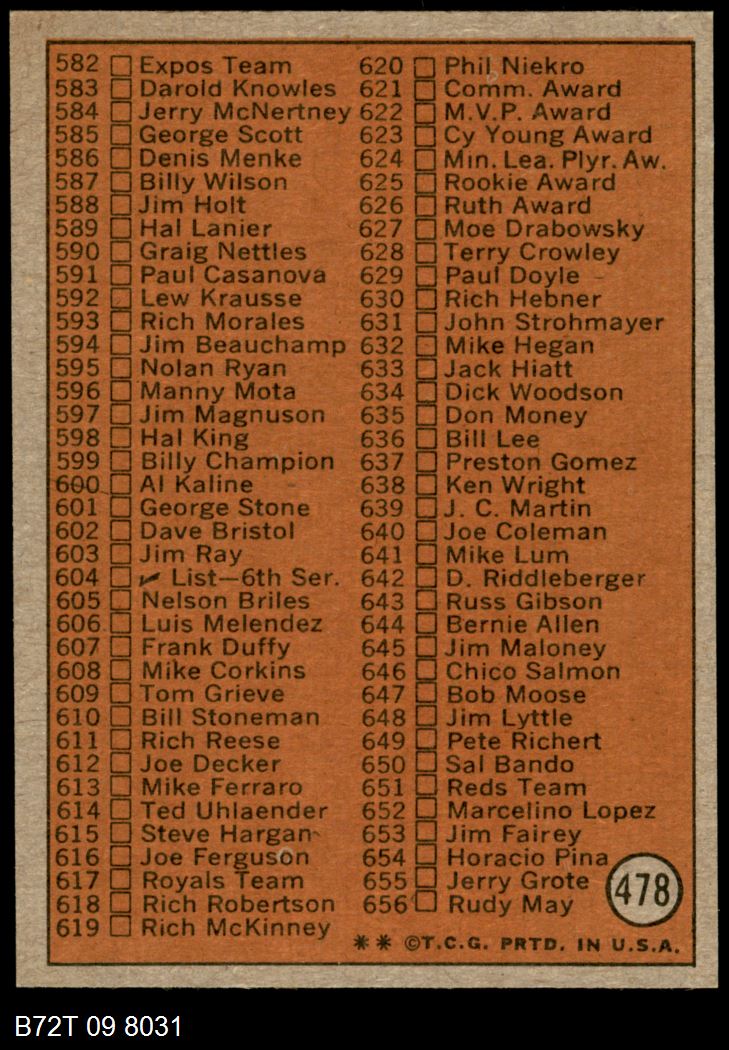 582 Expos Team
583 Darold Knowles
584 Jerry McNertney
585 George Scott
586 Denis Menke
587 Billy Wilson
588 Jim Holt
589 Hal Lanier
590 Graig Nettles
591 Paul Casanova
592 Lew Krausse
593 Rich Morales
594 Jim Beauchamp
595 Nolan Ryan
596 Manny Mota
597 Jim Magnuson
598 Hal King
599 Billy Champion
600 Al Kaline
601 George Stone
602 Dave Bristol
603 Jim Ray
604 ✓ List—6th Ser.
605 Nelson Briles
606 Luis Melendez
607 Frank Duffy
608 Mike Corkins
609 Tom Grieve
610 Bill Stoneman
611 Rich Reese
612 Joe Decker
613 Mike Ferraro
614 Ted Uhlaender
615 Steve Hargan
616 Joe Ferguson
617 Royals Team
618 Rich Robertson
619 Rich McKinney
620 Phil Niekro
621 Comm. Award
622 M.V.P. Award
623 Cy Young Award
624 Min. Lea. Plyr. Aw.
625 Rookie Award
626 Ruth Award
627 Moe Drabowsky
628 Terry Crowley
629 Paul Doyle
630 Rich Hebner
631 John Strohmayer
632 Mike Hegan
633 Jack Hiatt
634 Dick Woodson
635 Don Money
636 Bill Lee
637 Preston Gomez
638 Ken Wright
639 J. C. Martin
640 Joe Coleman
641 Mike Lum
642 D. Riddleberger
643 Russ Gibson
644 Bernie Allen
645 Jim Maloney
646 Chico Salmon
647 Bob Moose
648 Jim Lyttle
649 Pete Richert
650 Sal Bando
651 Reds Team
652 Marcelino Lopez
653 Jim Fairey
654 Horacio Pina
655 Jerry Grote
656 Rudy May
478
* * ©T.C.G. PRTD. IN U.S.A.
B72T 09 8031